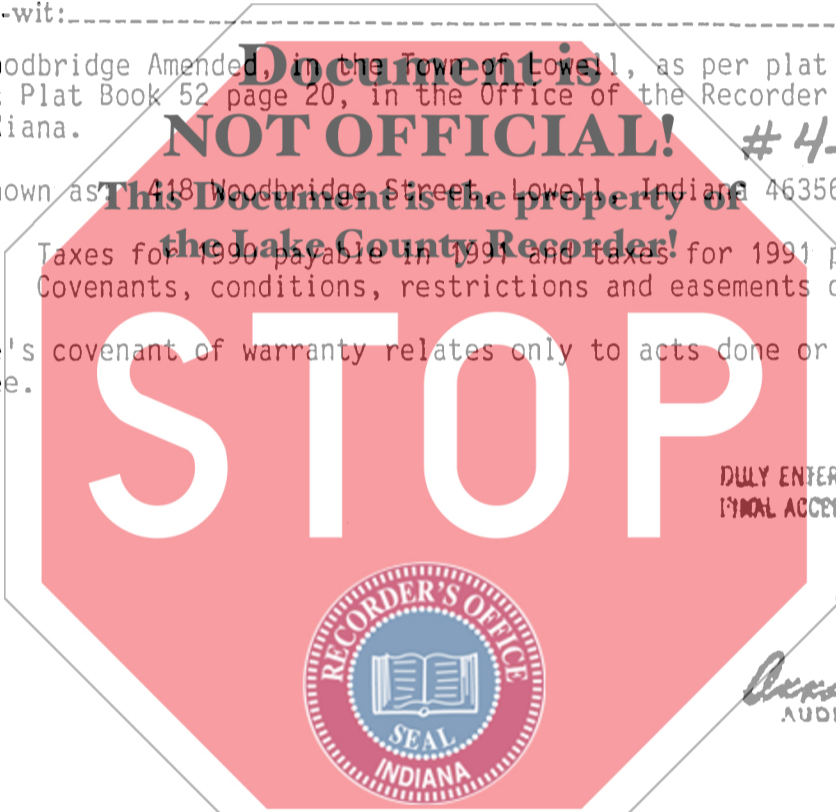 -wit:
odbridge Amended, in the Town of Lowell, as per plat
Plat Book 52 page 20, in the Office of the Recorder
iana.
# 4-
own as 418 Woodbridge Street, Lowell, Indiana 46356
Taxes for 1990 payable in 1991 and taxes for 1991 p
Covenants, conditions, restrictions and easements o
's covenant of warranty relates only to acts done or
e.
Document is
NOT OFFICIAL!
This Document is the property of
the Lake County Recorder!
STOP
DULY ENTER
FINAL ACCE
RECORDER'S OFFICE
SEAL
INDIANA
AUDI